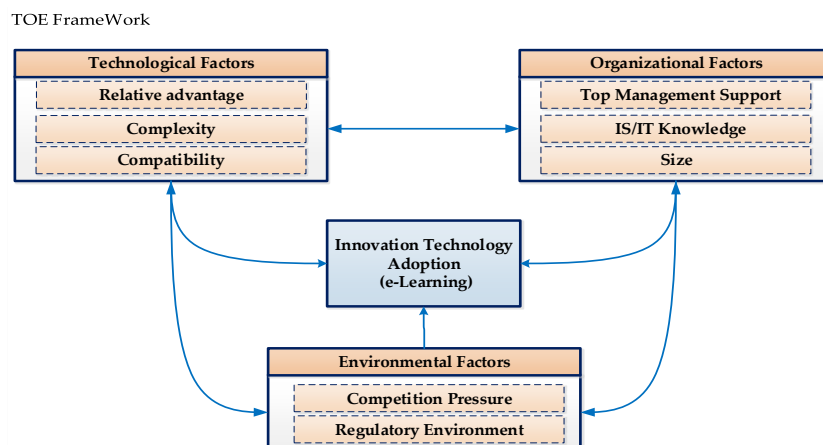 TOE FrameWork
Technological Factors
Relative advantage
Complexity
Compatibility
Organizational Factors
Top Management Support
IS/IT Knowledge
Size
Innovation Technology
Adoption
(e-Learning)
Environmental Factors
Competition Pressure
Regulatory Environment